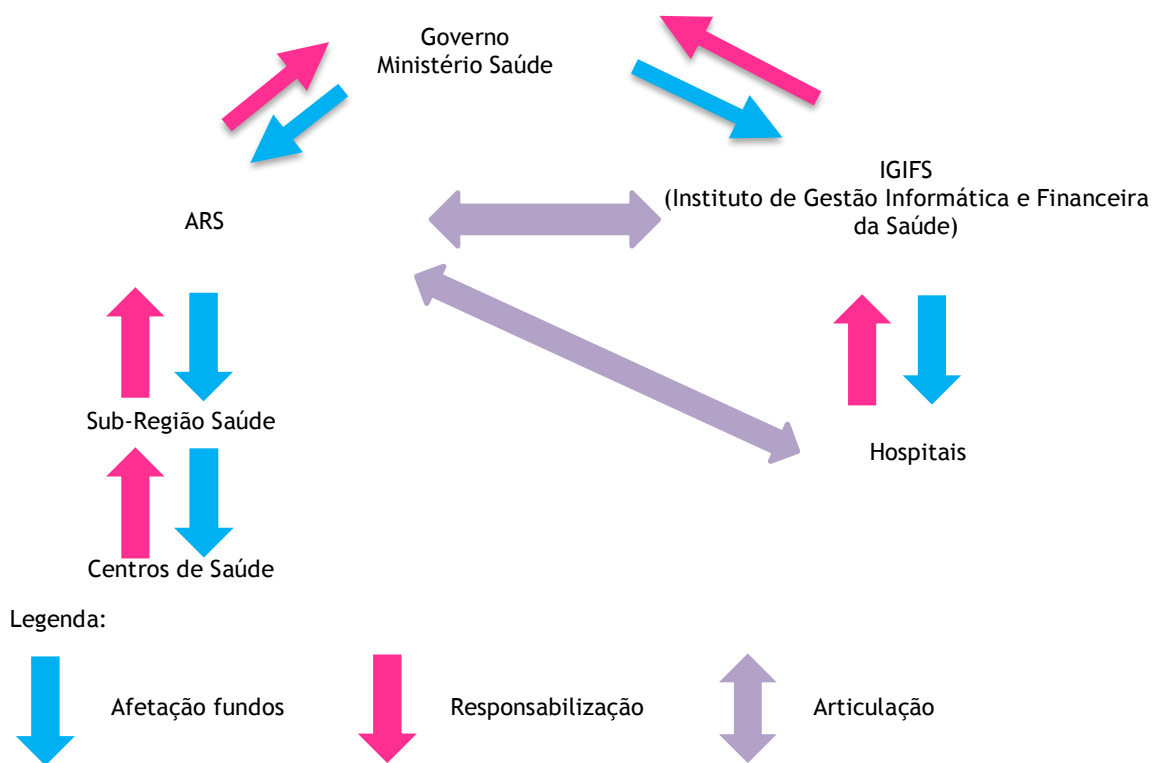 Governo
Ministério Saúde
IGIFS
(Instituto de Gestão Informática e Financeira
da Saúde)
ARS
Sub-Região Saúde
Hospitais
Centros de Saúde
Legenda:
Afetação fundos
Responsabilização
Articulação